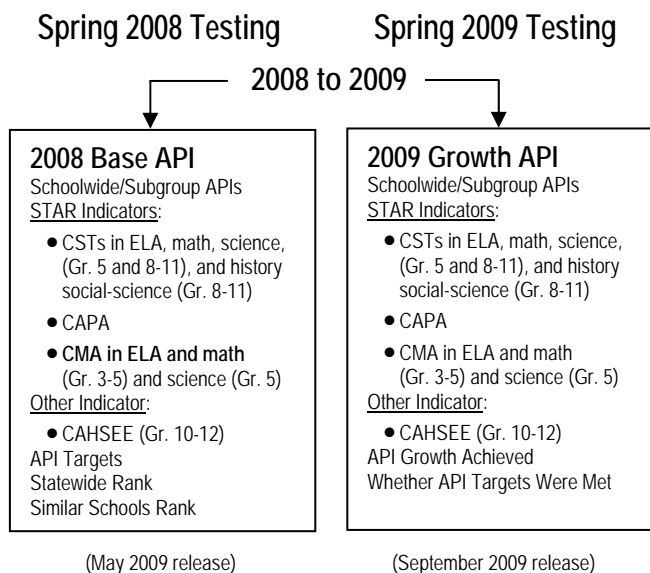 Spring 2008 Testing
Spring 2009 Testing
2008 to 2009
2008 Base API
Schoolwide/Subgroup APIs
STAR Indicators:
• CSTs in ELA, math, science,
(Gr. 5 and 8-11), and history
social-science (Gr. 8-11)
• CAPA
• CMA in ELA and math
(Gr. 3-5) and science (Gr. 5)
Other Indicator:
• CAHSEE (Gr. 10-12)
API Targets
Statewide Rank
Similar Schools Rank
(May 2009 release)
2009 Growth API
Schoolwide/Subgroup APIs
STAR Indicators:
• CSTs in ELA, math, science,
(Gr. 5 and 8-11), and history
social-science (Gr. 8-11)
• CAPA
• CMA in ELA and math
(Gr. 3-5) and science (Gr. 5)
Other Indicator:
• CAHSEE (Gr. 10-12)
API Growth Achieved
Whether API Targets Were Met
(September 2009 release)